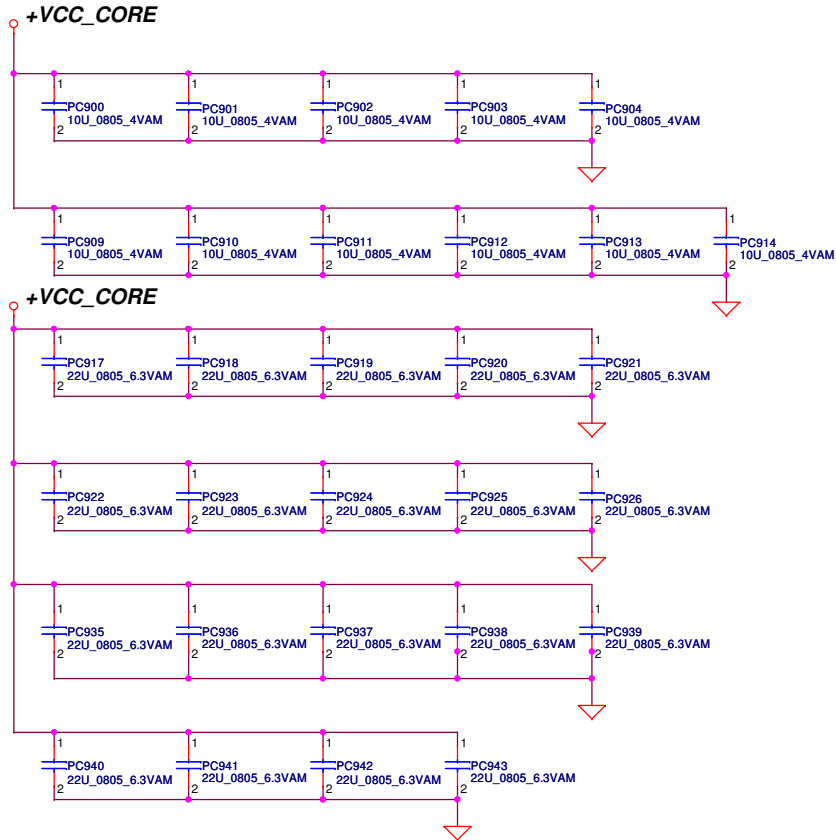 +VCC_CORE
1 1 1 1 1
PC900 PC901 PC902 PC903 PC904
10U_0805_4VAM 10U_0805_4VAM 10U_0805_4VAM 10U_0805_4VAM 10U_0805_4VAM
2 2 2 2 2
1 1 1 1 1 1
PC909 PC910 PC911 PC912 PC913 PC914
10U_0805_4VAM 10U_0805_4VAM 10U_0805_4VAM 10U_0805_4VAM 10U_0805_4VAM 10U_0805_4VAM
2 2 2 2 2 2
+VCC_CORE
1 1 1 1 1
PC917 PC918 PC919 PC920 PC921
22U_0805_6.3VAM 22U_0805_6.3VAM 22U_0805_6.3VAM 22U_0805_6.3VAM 22U_0805_6.3VAM
2 2 2 2 2
1 1 1 1 1
PC922 PC923 PC924 PC925 PC926
22U_0805_6.3VAM 22U_0805_6.3VAM 22U_0805_6.3VAM 22U_0805_6.3VAM 22U_0805_6.3VAM
2 2 2 2 2
1 1 1 1 1
PC935 PC936 PC937 PC938 PC939
22U_0805_6.3VAM 22U_0805_6.3VAM 22U_0805_6.3VAM 22U_0805_6.3VAM 22U_0805_6.3VAM
2 2 2 2 2
1 1 1 1
PC940 PC941 PC942 PC943
22U_0805_6.3VAM 22U_0805_6.3VAM 22U_0805_6.3VAM 22U_0805_6.3VAM
2 2 2 2